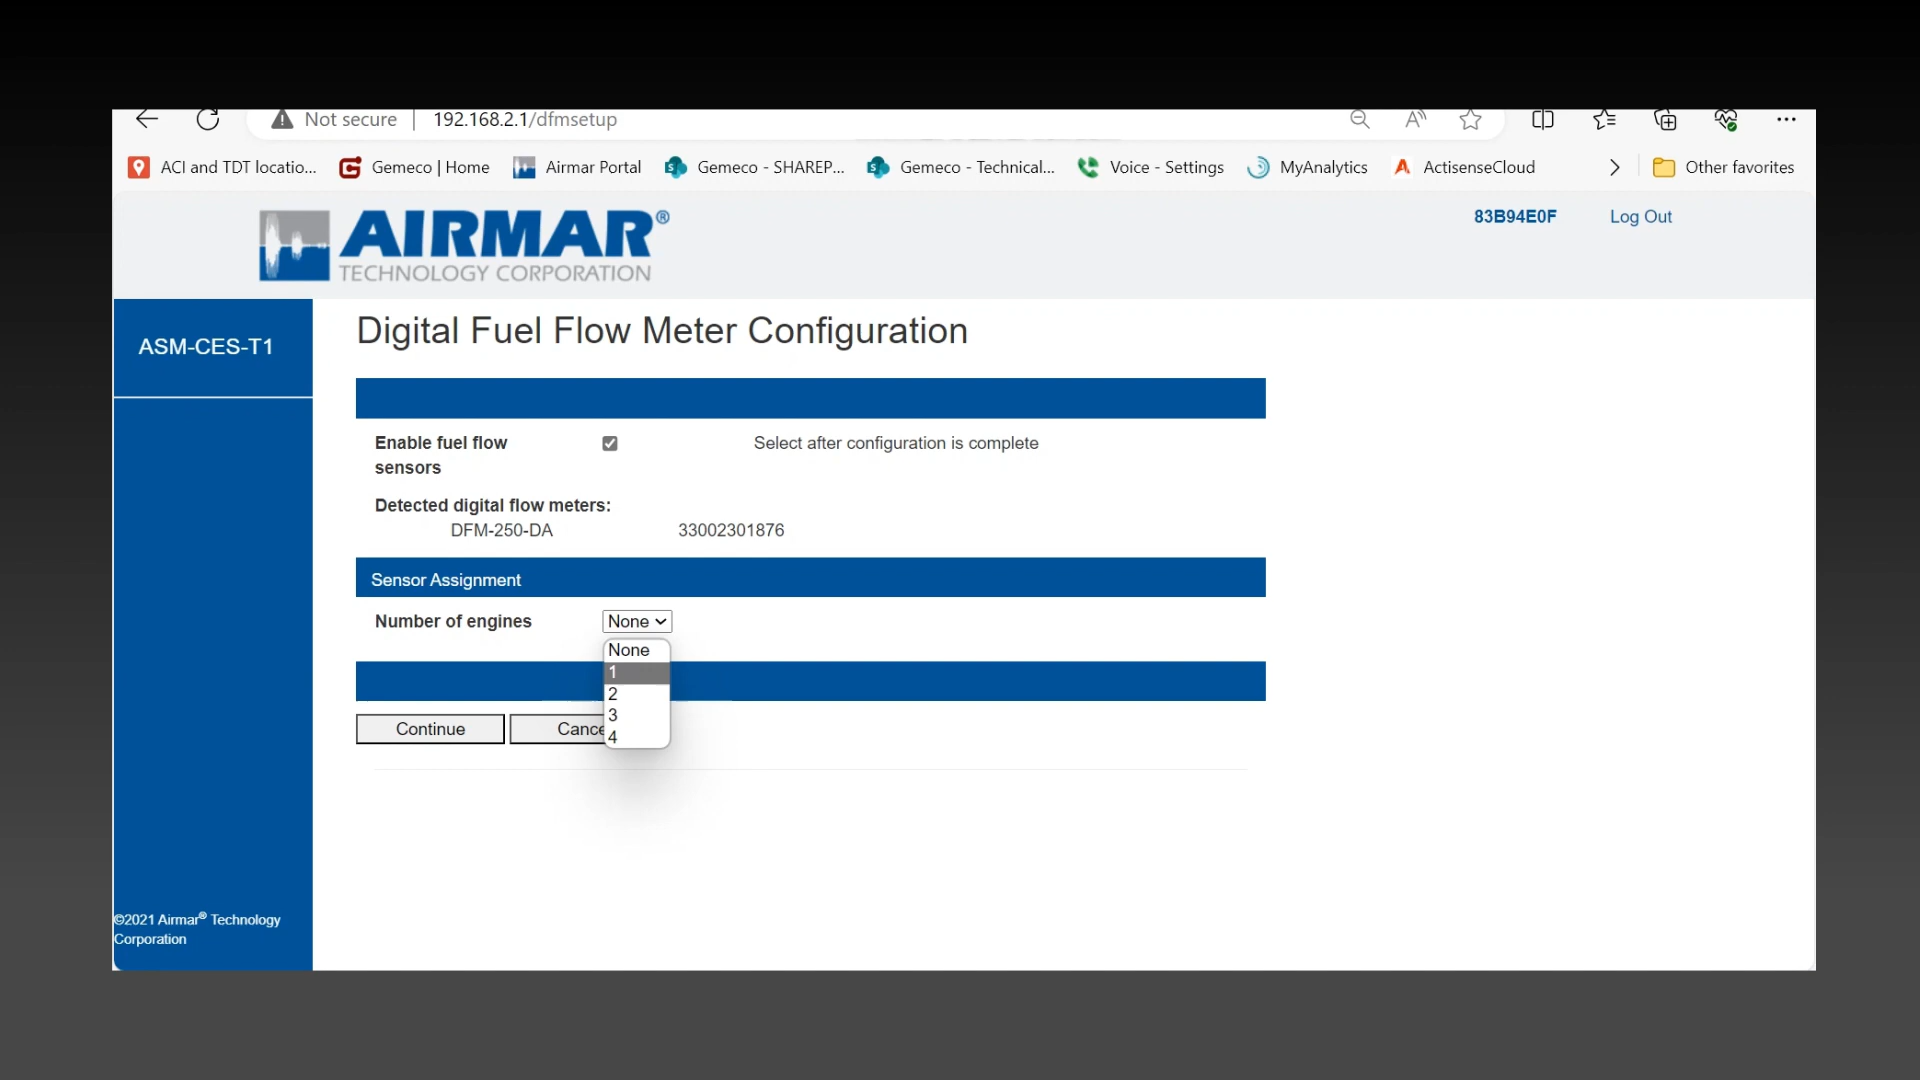 Not secure 192.168.2.1/dfmsetup
ACI and TDT locatio... Gemeco | Home Airmar Portal Gemeco - SHAREP... Gemeco - Technical... Voice - Settings MyAnalytics ActisenseCloud Other favorites
AIRMAR®
TECHNOLOGY CORPORATION
83B94E0F Log Out
ASM-CES-T1
Digital Fuel Flow Meter Configuration
Enable fuel flow
sensors
Select after configuration is complete
Detected digital flow meters:
DFM-250-DA 33002301876
Sensor Assignment
Number of engines None
None
1
2
3
4
Continue
©2021 Airmar® Technology
Corporation